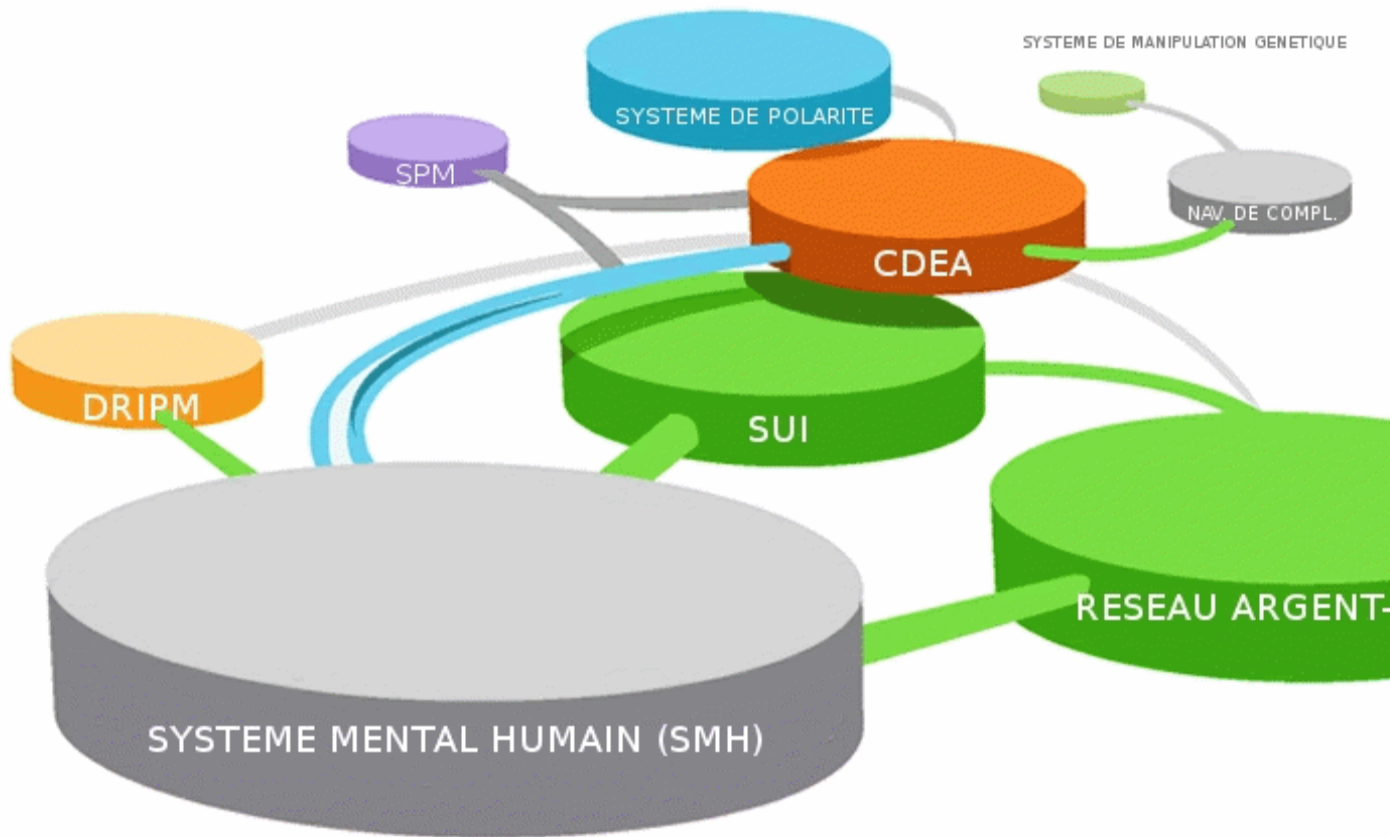 SYSTEME DE MANIPULATION GENETIQUE
SYSTEME DE POLARITE
SPM
NAV. DE COMPL.
CDEA
DRIPM
SUI
RESEAU ARGENT-
SYSTEME MENTAL HUMAIN (SMH)